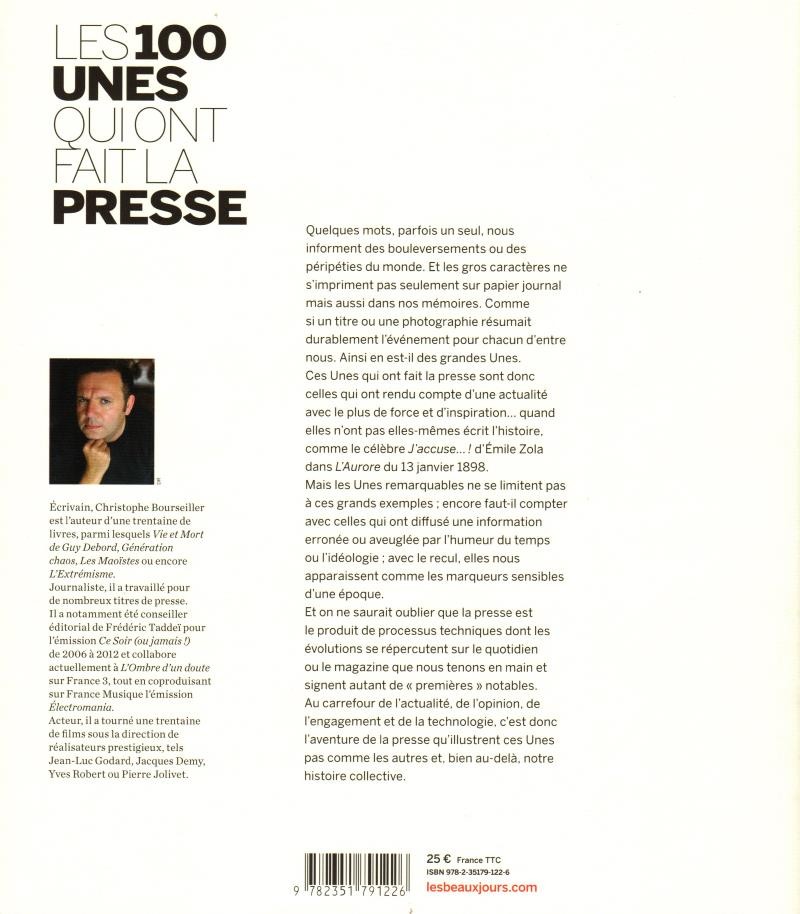 LES 100
UNES
QUI ONT
FAIT LA
PRESSE
Quelques mots, parfois un seul, nous
informent des bouleversements ou des
péripéties du monde. Et les gros caractères ne
s'impriment pas seulement sur papier journal
mais aussi dans nos mémoires. Comme
si un titre ou une photographie résumait
durablement l'événement pour chacun d'entre
nous. Ainsi en est-il des grandes Unes.
Ces Unes qui ont fait la presse sont donc
celles qui ont rendu compte d'une actualité
avec le plus de force et d'inspiration... quand
elles n'ont pas elles-mêmes écrit l'histoire,
comme le célèbre J'accuse... ! d'Émile Zola
dans L'Aurore du 13 janvier 1898.
Mais les Unes remarquables ne se limitent pas
à ces grands exemples ; encore faut-il compter
avec celles qui ont diffusé une information
erronée ou aveuglée par l'humeur du temps
ou l'idéologie ; avec le recul, elles nous
apparaissent comme les marqueurs sensibles
d'une époque.
Et on ne saurait oublier que la presse est
le produit de processus techniques dont les
évolutions se répercutent sur le quotidien
ou le magazine que nous tenons en main et
signent autant de « premières » notables.
Au carrefour de l'actualité, de l'opinion, de
l'engagement et de la technologie, c'est donc
l'aventure de la presse qu'illustrent ces Unes
pas comme les autres et, bien au-delà, notre
histoire collective.
Écrivain, Christophe Bourseiller
est l'auteur d'une trentaine de
livres, parmi lesquels Vie et Mort
de Guy Debord, Génération
chaos, Les Maoïstes ou encore
L'Extrémisme.
Journaliste, il a travaillé pour
de nombreux titres de presse.
Il a notamment été conseiller
éditorial de Frédéric Taddeï pour
l'émission Ce Soir (ou jamais !)
de 2006 à 2012 et collabore
actuellement à L'Ombre d'un doute
sur France 3, tout en coproduisant
sur France Musique l'émission
Électromania.
Acteur, il a tourné une trentaine
de films sous la direction de
réalisateurs prestigieux, tels
Jean-Luc Godard, Jacques Demy,
Yves Robert ou Pierre Jolivet.
9 782351 791226
25 € France TTC
ISBN 978-2-35179-122-6
lesbeauxjours.com